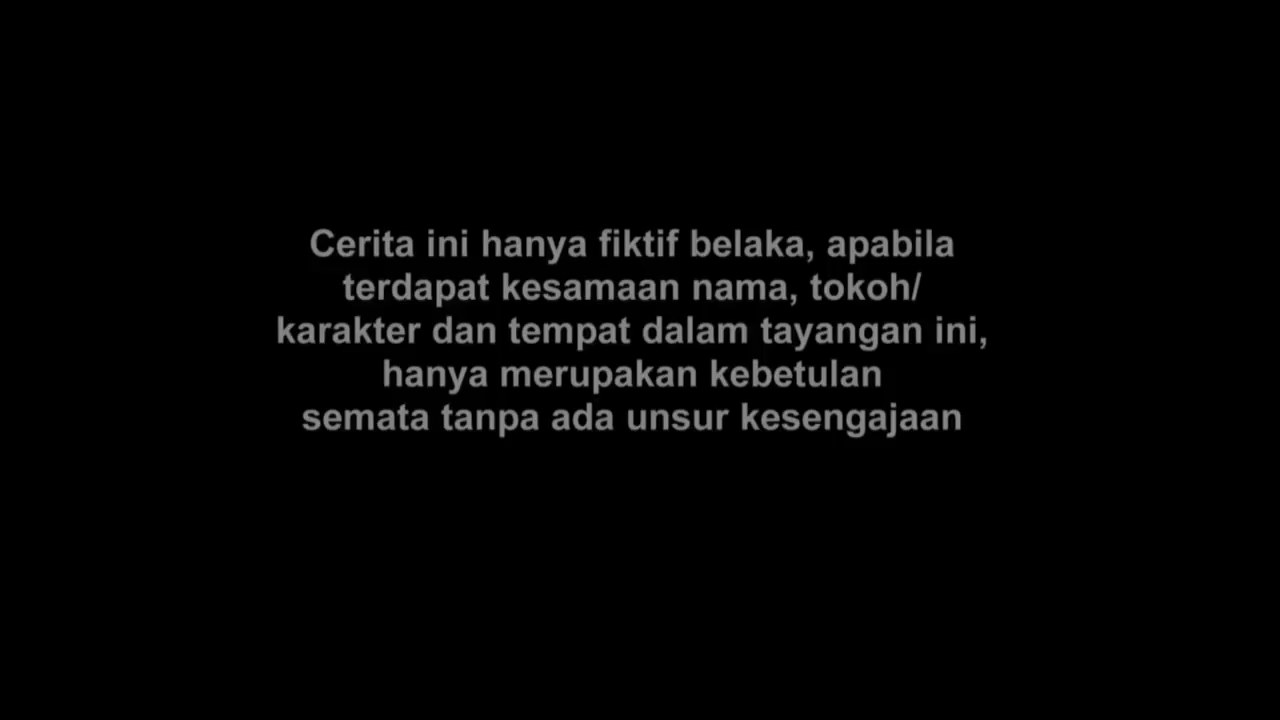 Cerita ini hanya fiktif belaka, apabila
terdapat kesamaan nama, tokoh/
karakter dan tempat dalam tayangan ini,
hanya merupakan kebetulan
semata tanpa ada unsur kesengajaan